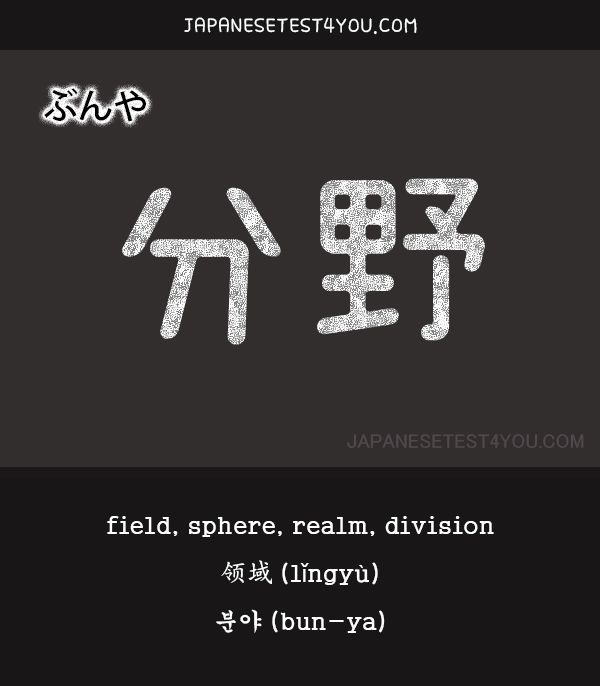 JAPANESETEST4YOU.COM
ぶんや
分野
JAPANESETEST4YOU.COM
field, sphere, realm, division
领域 (lǐngyù)
분야 (bun-ya)